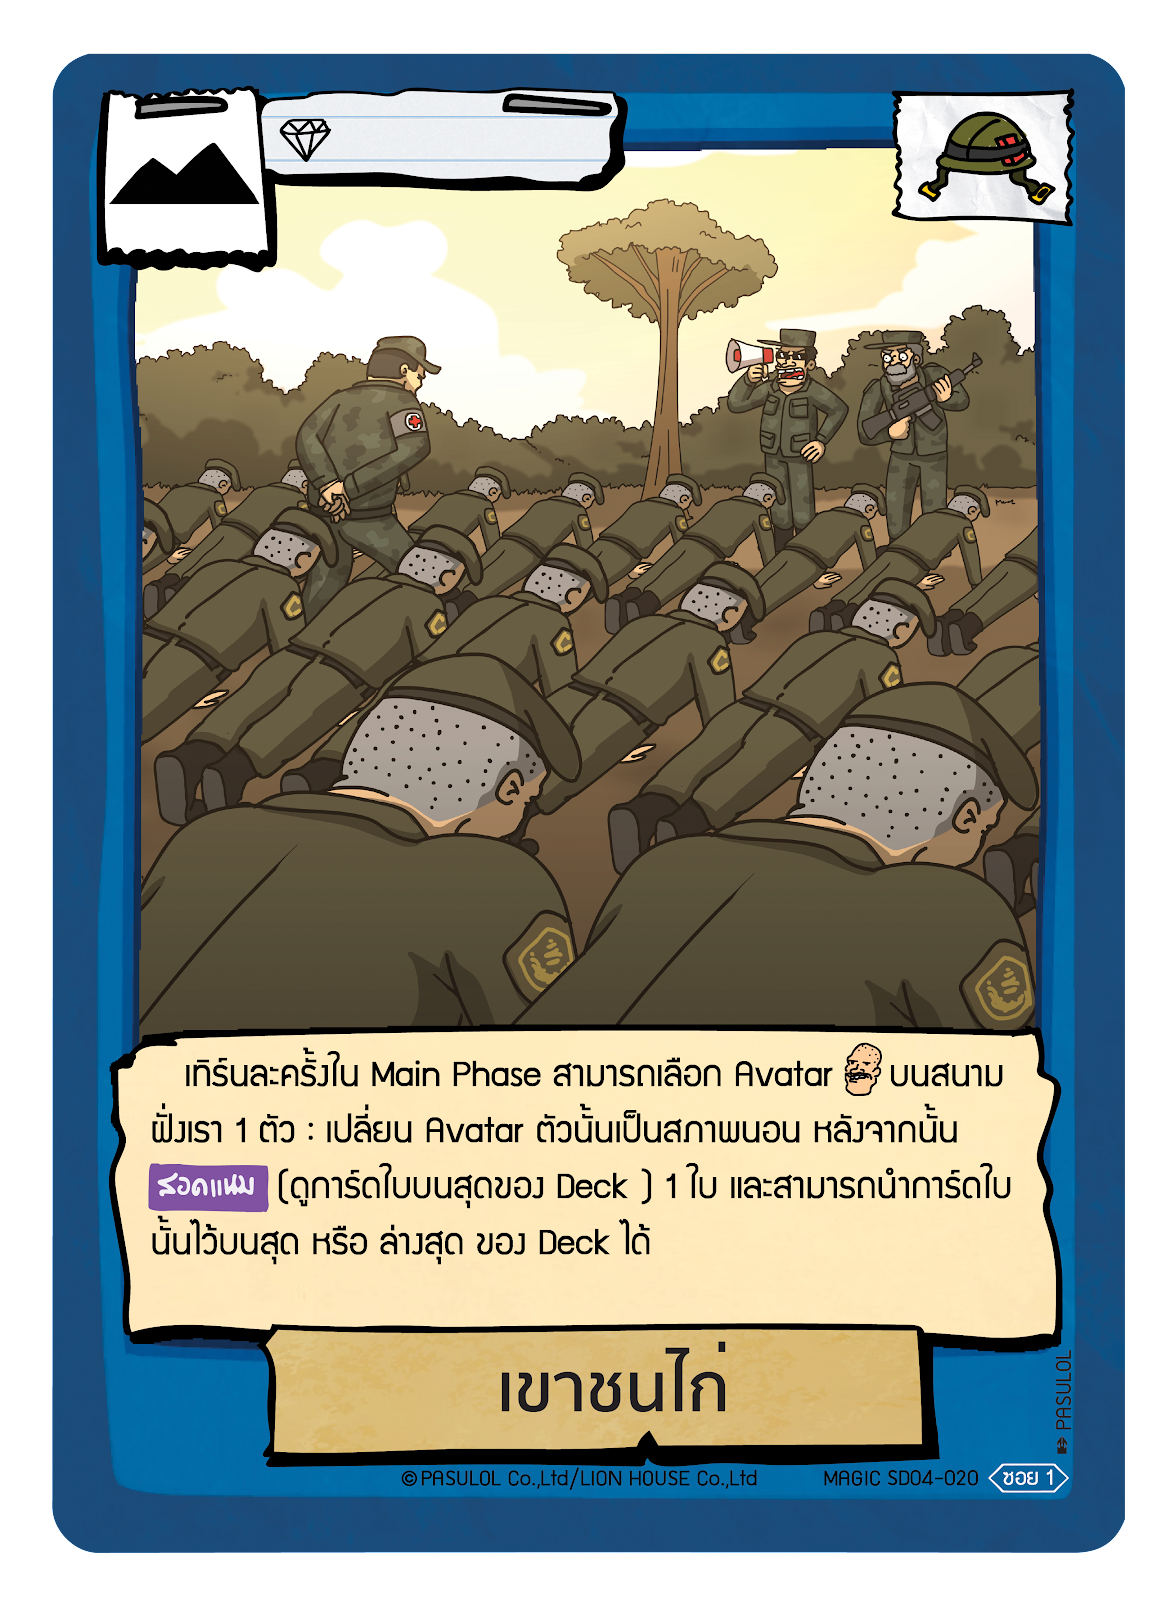 เทิร์นละครั้งใน Main Phase สามารถเลือก Avatar บนสนาม
ฝั่งเรา 1 ตัว : เปลี่ยน Avatar ตัวนั้นเป็นสภาพนอน หลังจากนั้น
สอดแนม (ดูการ์ดใบบนสุดของ Deck ) 1 ใบ และสามารถนำการ์ดใบ
นั้นไว้บนสุด หรือ ล่างสุด ของ Deck ได้
เขาชนไก่
PASULOL
©PASULOL Co.,Ltd/LION HOUSE Co.,Ltd
MAGIC SD04-020 ซอย 1